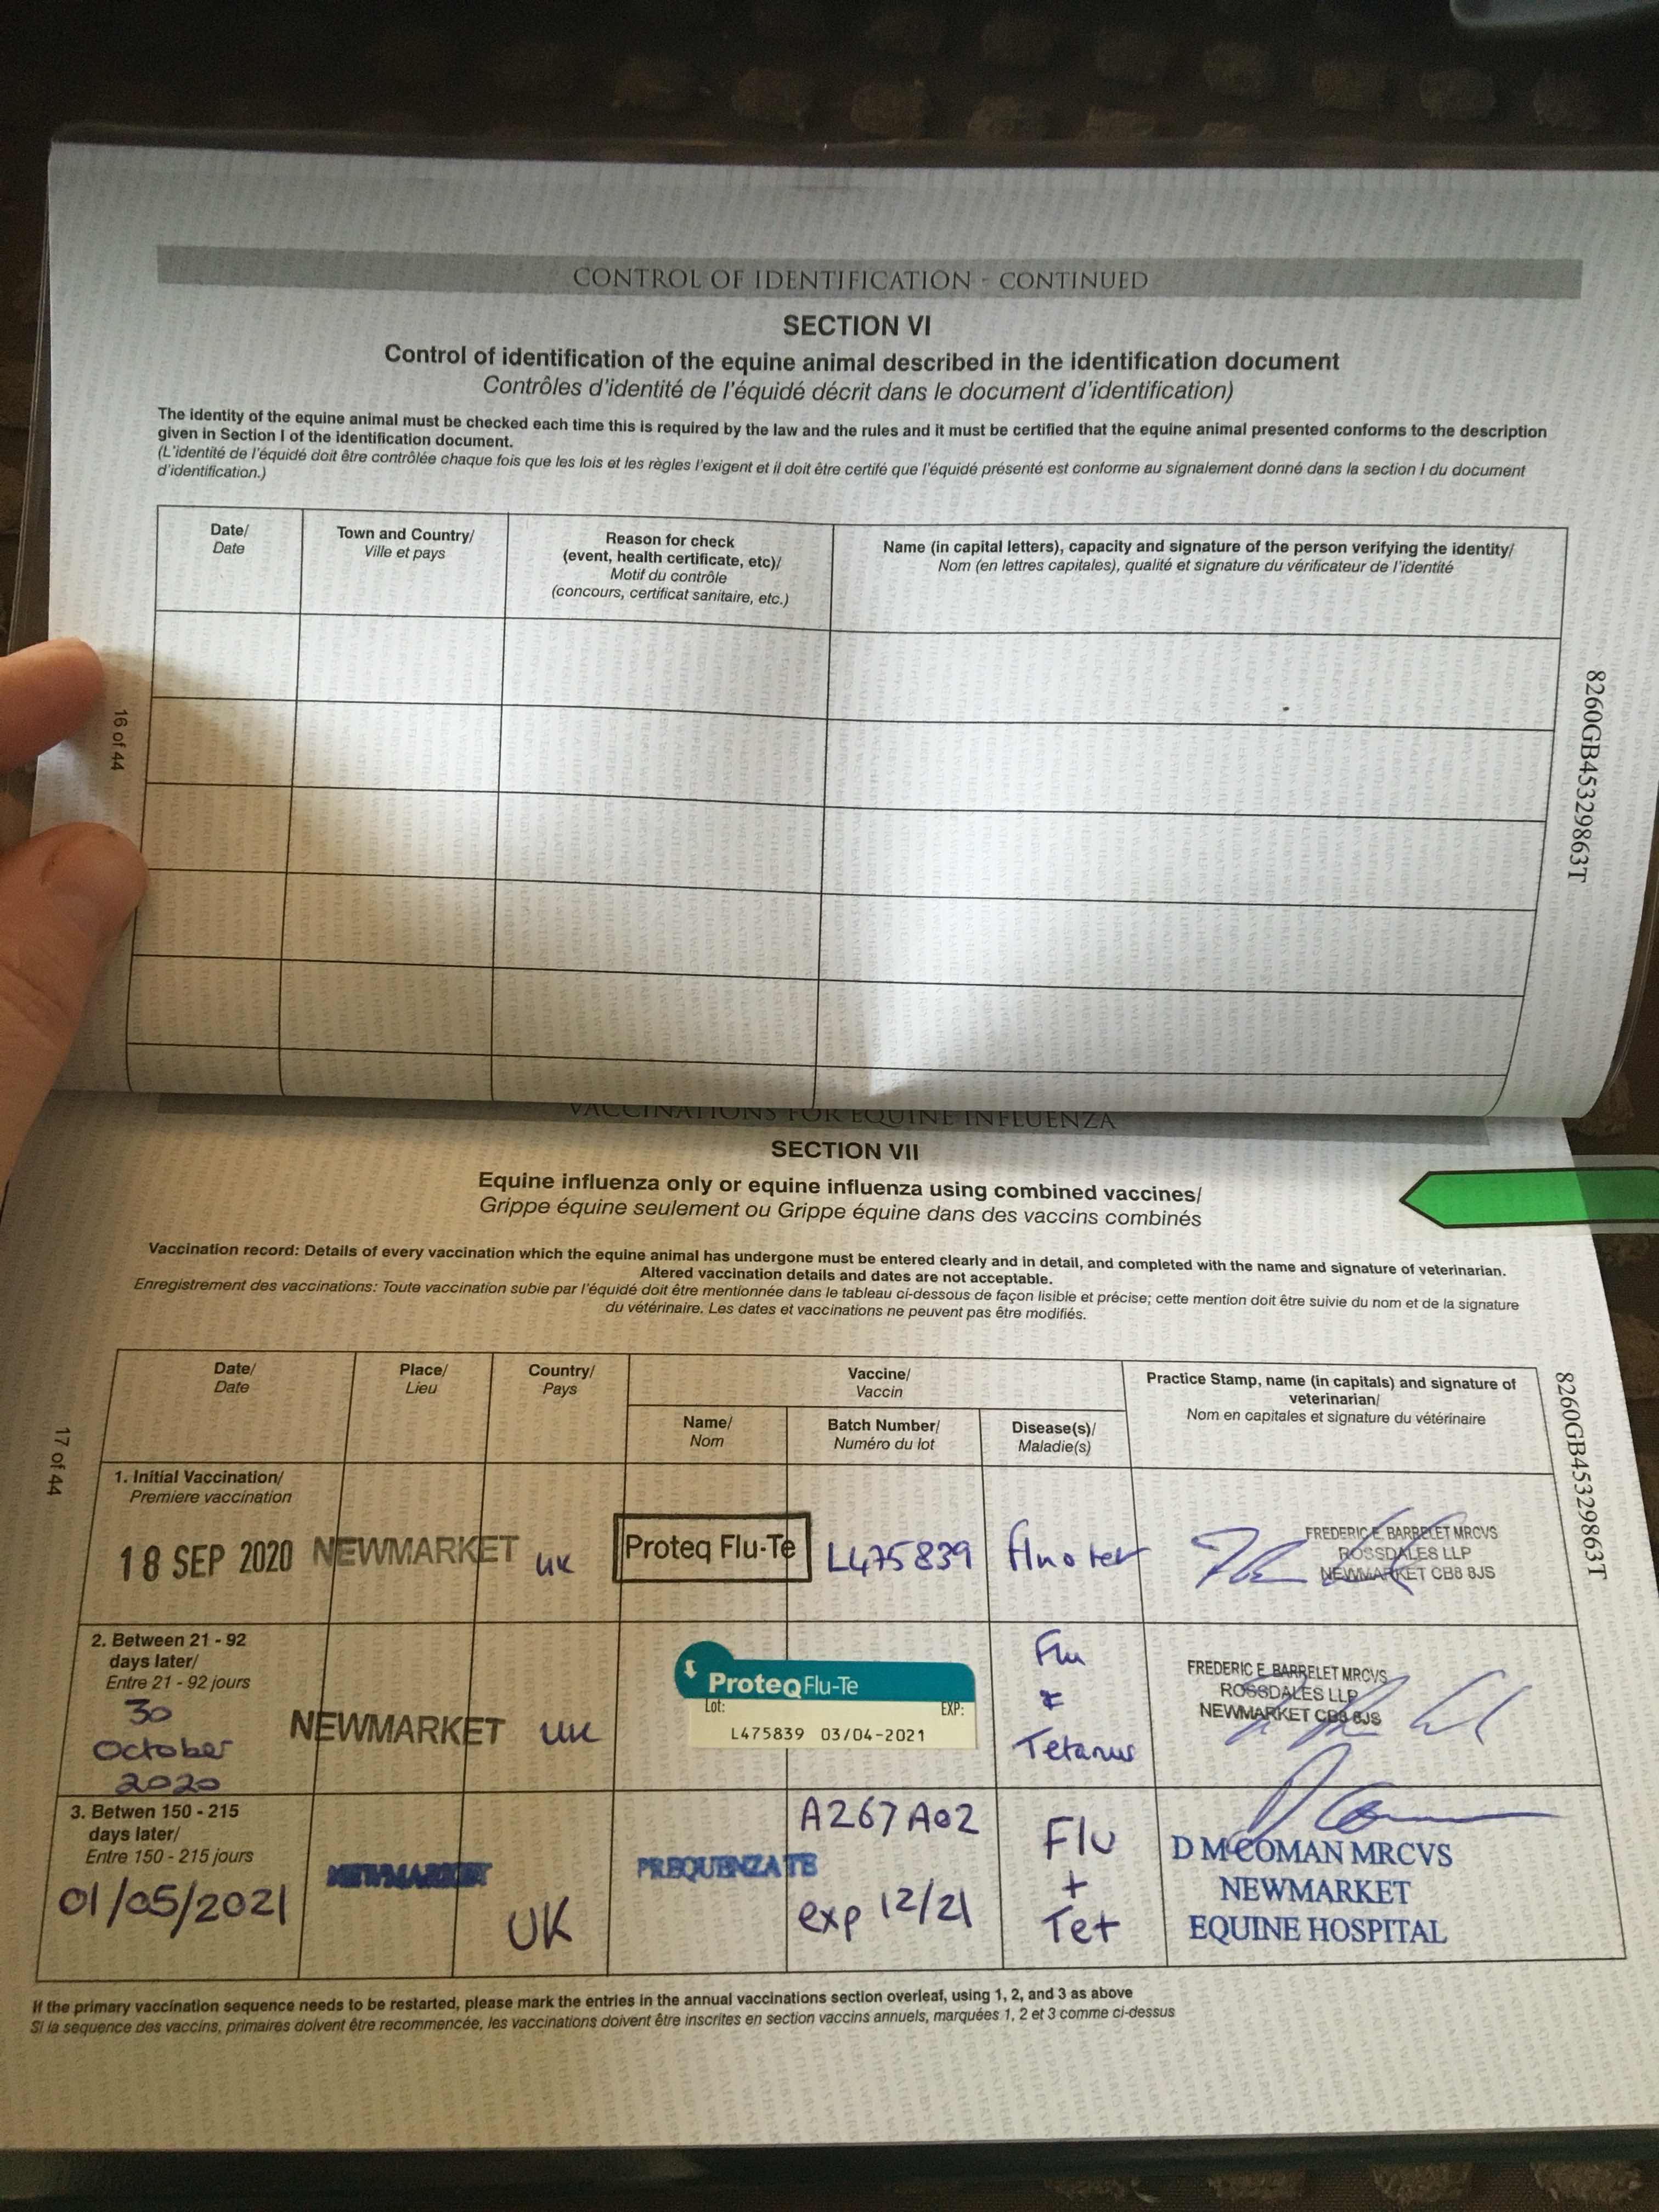 CONTROL OF IDENTIFICATION - CONTINUED
SECTION VI
Control of identification of the equine animal described in the identification document
Contrôles d'identité de l'équidé décrit dans le document d'identification)
The identity of the equine animal must be checked each time this is required by the law and the rules and it must be certified that the equine animal presented conforms to the description
given in Section I of the identification document.
(L'identité de l'équidé doit être contrôlée chaque fois que les lois et les règles l'exigent et il doit être certifé que l'équidé présenté est conforme au signalement donné dans la section I du document
d'identification.)
Date/
Date
Town and Country/
Ville et pays
Reason for check
(event, health certificate, etc)/
Motif du contrôle
(concours, certificat sanitaire, etc.)
Name (in capital letters), capacity and signature of the person verifying the identity/
Nom (en lettres capitales), qualité et signature du vérificateur de l'identité
16 of 44
8260GB45329863T
VACCINATIONS FOR EQUINE INFLUENZA
SECTION VII
Equine influenza only or equine influenza using combined vaccines/
Grippe équine seulement ou Grippe équine dans des vaccins combinés
Vaccination record: Details of every vaccination which the equine animal has undergone must be entered clearly and in detail, and completed with the name and signature of veterinarian.
Altered vaccination details and dates are not acceptable.
Enregistrement des vaccinations: Toute vaccination subie par l'équidé doit être mentionnée dans le tableau ci-dessous de façon lisible et précise; cette mention doit être suivie du nom et de la signature
du vétérinaire. Les dates et vaccinations ne peuvent pas être modifiés.
Date/
Date
Place/
Lieu
Country/
Pays
Vaccine/
Vaccin
Name/
Nom
Batch Number/
Numéro du lot
Disease(s)/
Maladie(s)
Practice Stamp, name (in capitals) and signature of
veterinarian/
Nom en capitales et signature du vétérinaire
17 of 44
8260GB45329863T
1. Initial Vaccination/
Premiere vaccination
18 SEP 2020
NEWMARKET
UK
Proteq Flu-Te
L475839
FREDERIC E. BARRELET MRCVS
ROSSDALES LLP
NEWMARKET CB8 8JS
2. Between 21 - 92
days later/
Entre 21 - 92 jours
30
October
2020
NEWMARKET
UK
ProteqFlu-Te
Lot:
EXP:
L475839 03/04-2021
Flu
&
Tetanus
FREDERIC E. BARRELET MRCVS
ROSSDALES LLP
NEWMARKET CB8 8JS
3. Betwen 150 - 215
days later/
Entre 150 - 215 jours
01/05/2021
NEWMARKET
UK
PREQUENZA TE
A267A02
exp 12/21
Flu
+
Tet
D MCCOMAN MRCVS
NEWMARKET
EQUINE HOSPITAL
If the primary vaccination sequence needs to be restarted, please mark the entries in the annual vaccinations section overleaf, using 1, 2, and 3 as above
Si la sequence des vaccins, primaires doivent être recommencée, les vaccinations doivent être inscrites en section vaccins annuels, marquées 1, 2 et 3 comme ci-dessus